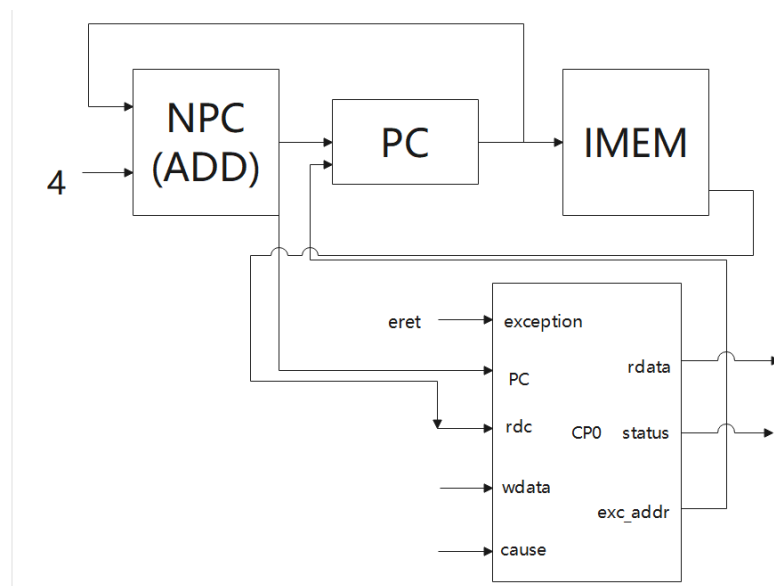 NPC
(ADD)
PC
IMEM
4
eret
exception
PC
rdata
rdc
CP0
status
wdata
exc_addr
cause